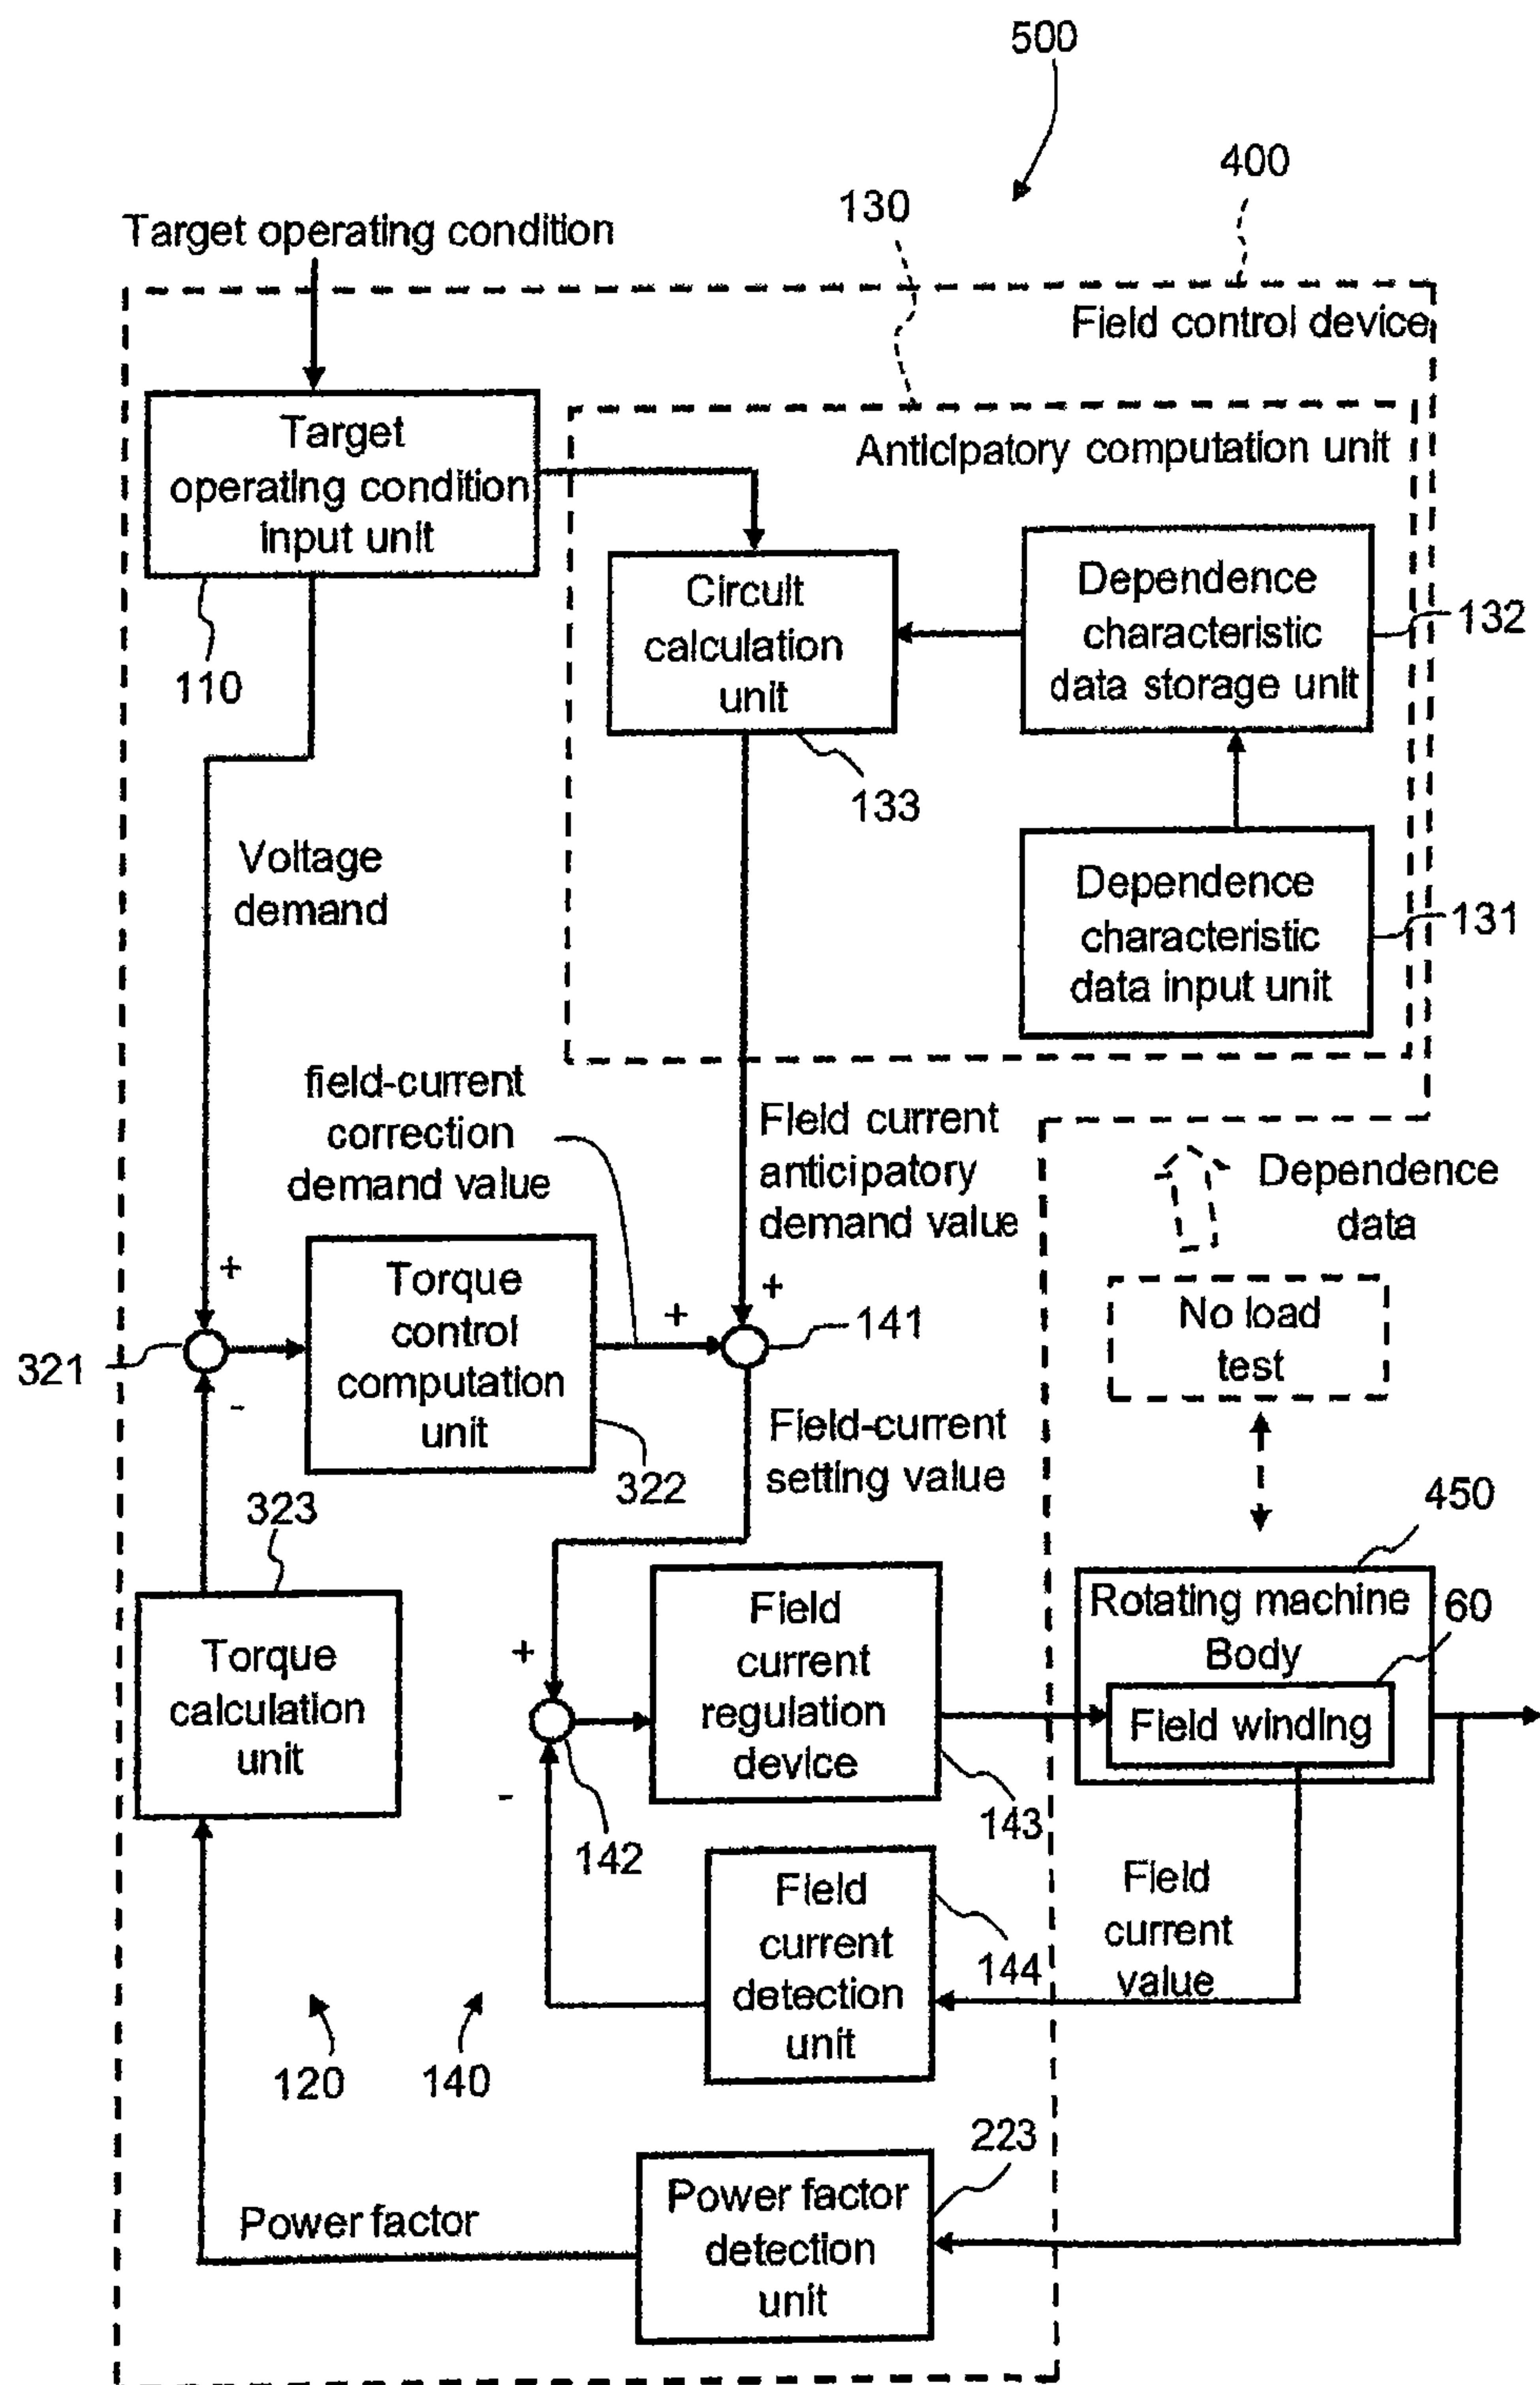 500
400
130
Target operating condition
Field control device
Target
operating condition
input unit
110
Anticipatory computation unit
Circuit
calculation
unit
133
Dependence
characteristic
data storage unit
132
Dependence
characteristic
data input unit
131
Voltage
demand
field-current
correction
demand value
Field current
anticipatory
demand value
Dependence
data
No load
test
+
+
+
321
-
Torque
control
computation
unit
322
141
Field-current
setting value
323
Torque
calculation
unit
450
Rotating machine
Body
60
Field winding
+
-
142
Field
current
regulation
device
143
Field
current
detection
unit
144
Field
current
value
120
140
223
Power factor
Power factor
detection
unit